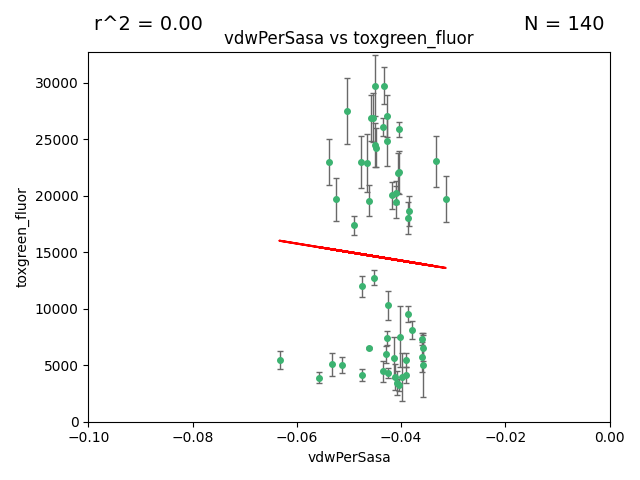 r^2 = 0.00
N = 140
vdwPerSasa vs toxgreen_fluor
30000
25000
20000
15000
10000
5000
0
toxgreen_fluor
−0.10
−0.08
−0.06
−0.04
−0.02
0.00
vdwPerSasa